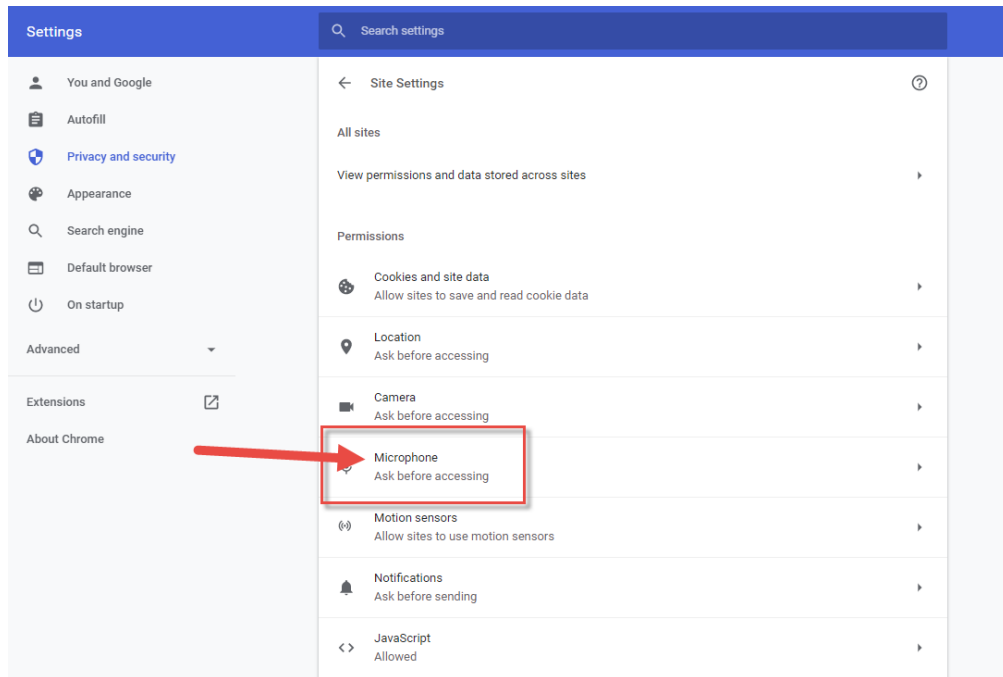 Settings
Search settings
You and Google
Autofill
Privacy and security
Appearance
Search engine
Default browser
On startup
Advanced
Extensions
About Chrome
Site Settings
All sites
View permissions and data stored across sites
Permissions
Cookies and site data
Allow sites to save and read cookie data
Location
Ask before accessing
Camera
Ask before accessing
Microphone
Ask before accessing
Motion sensors
Allow sites to use motion sensors
Notifications
Ask before sending
JavaScript
Allowed